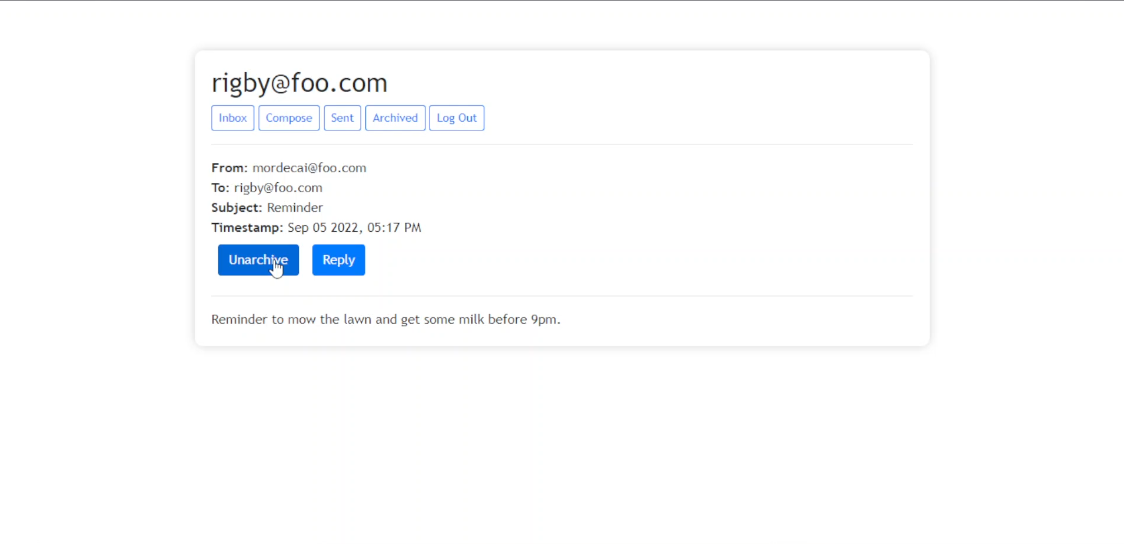 rigby@foo.com
Inbox Compose Sent Archived Log Out
From: mordecai@foo.com
To: rigby@foo.com
Subject: Reminder
Timestamp: Sep 05 2022, 05:17 PM
Unarchive Reply
Reminder to mow the lawn and get some milk before 9pm.